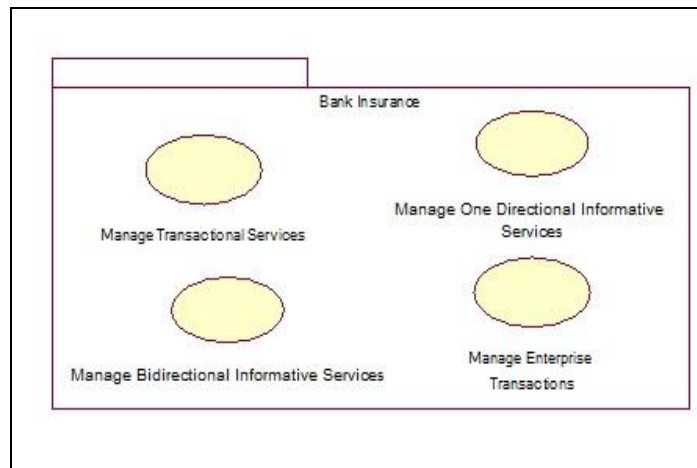 Bank Insurance
Manage Transactional Services
Manage One Directional Informative
Services
Manage Bidirectional Informative Services
Manage Enterprise
Transactions